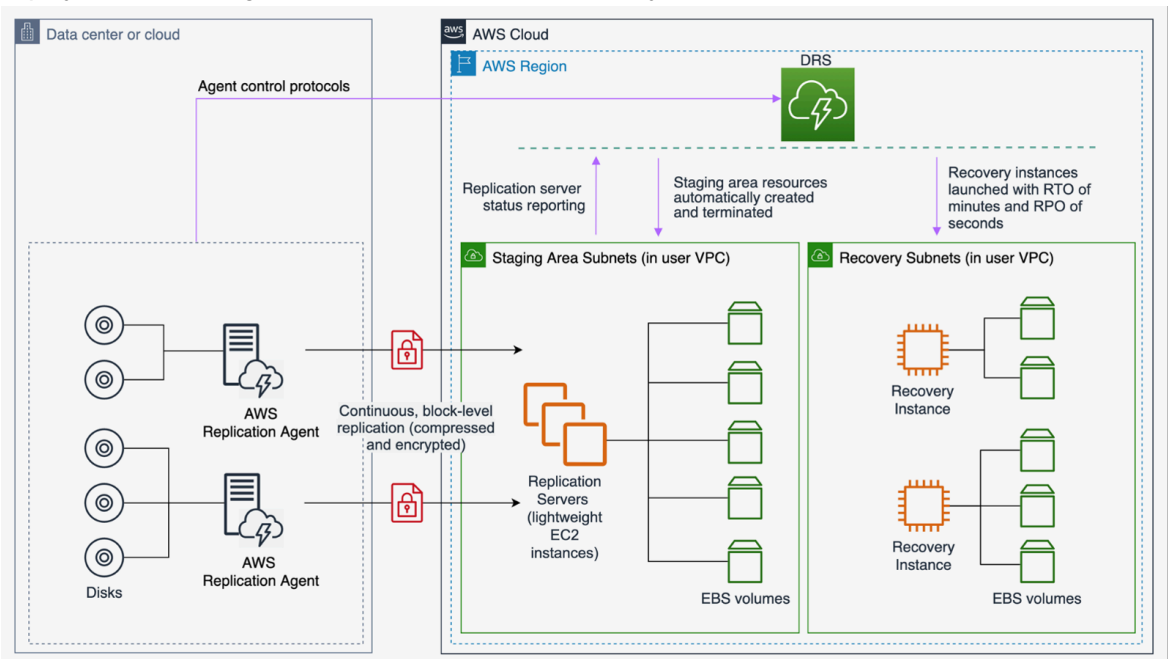 Data center or cloud
aws
AWS Cloud
AWS Region
DRS
Agent control protocols
Replication server
status reporting
Staging area resources
automatically created
and terminated
Recovery instances
launched with RTO of
minutes and RPO of
seconds
Staging Area Subnets (in user VPC)
Recovery Subnets (in user VPC)
AWS
Replication Agent
Continuous, block-level
replication (compressed
and encrypted)
Recovery
Instance
Replication
Servers
(lightweight
EC2
instances)
AWS
Replication Agent
Recovery
Instance
Disks
EBS volumes
EBS volumes